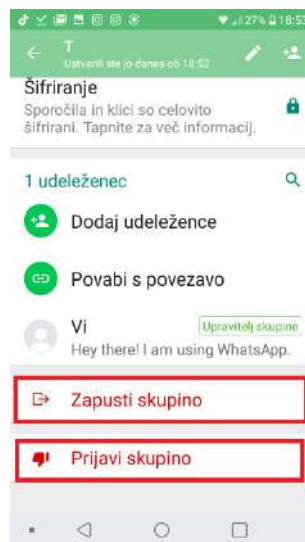 27% 18:53
T
Ustvarili ste jo danes ob 18:52
Šifriranje
Sporočila in klici so celovito
šifrirani. Tapnite za več informacij.
1 udeleženec
Dodaj udeležence
Povabi s povezavo
Vi Upravitelj skupine
Hey there! I am using WhatsApp.
Zapusti skupino
Prijavi skupino